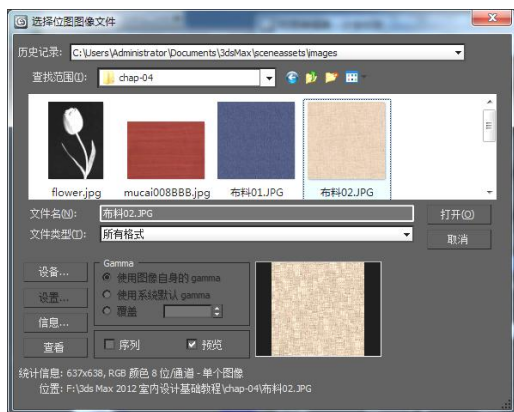 选择位图图像文件
历史记录: C:\Users\Administrator\Documents\3dsMax\sceneassets\images
查找范围(I): chap-04
flower.jpg mucai008BBB.jpg 布料01.JPG 布料02.JPG
文件名(N): 布料02.JPG 打开(O)
文件类型(T): 所有格式 取消
Gamma
设备... 使用图像自身的 gamma
设置... 使用系统默认 gamma
覆盖
信息...
查看 序列 预览
统计信息: 637x638, RGB 颜色 8 位/通道 - 单个图像
位置: F:\3ds Max 2012 室内设计基础教程\chap-04\布料02.JPG